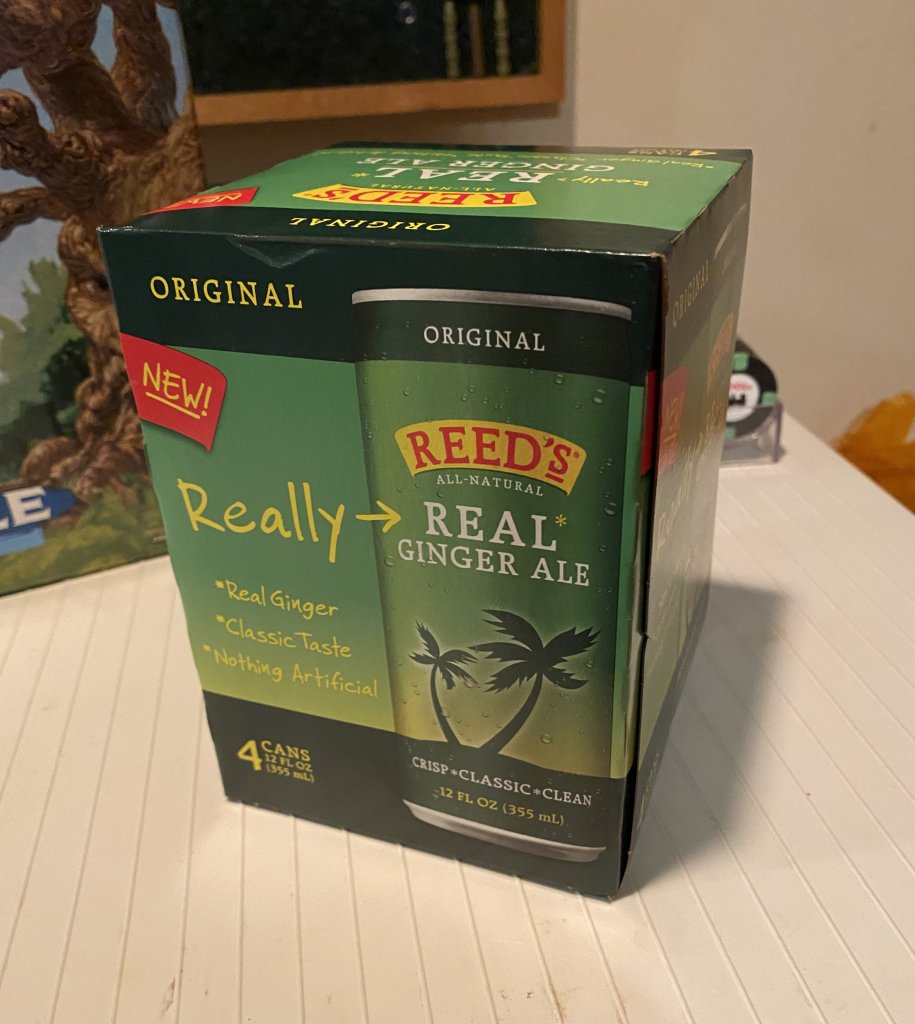 NEW!
GINGER ALE
Really REAL*
ALL-NATURAL
REED'S
ORIGINAL
ORIGINAL
NEW!
Really
*Real Ginger
*Classic Taste
*Nothing Artificial
4 CANS
12 FL OZ
(355 mL)
ORIGINAL
REED'S®
ALL-NATURAL
REAL*
GINGER ALE
CRISP*CLASSIC*CLEAN
12 FL OZ (355 mL)
ORIGINAL
NEW
LE